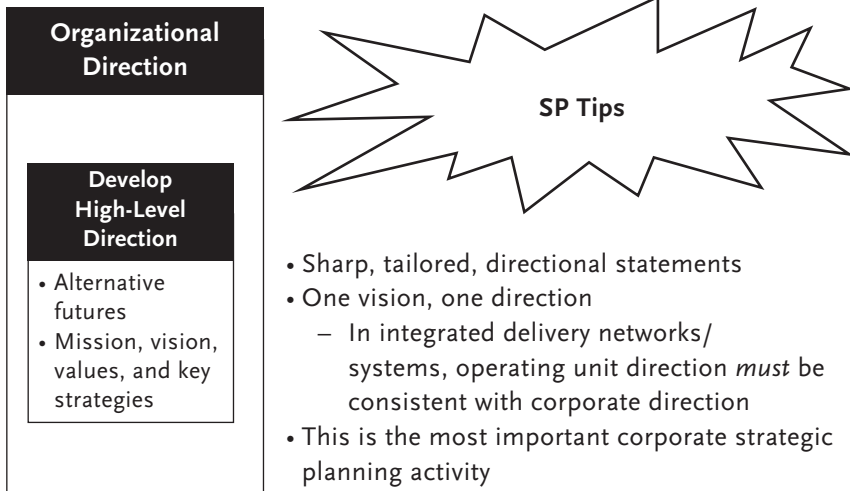 Organizational
Direction
Develop
High-Level
Direction
• Alternative
futures
• Mission, vision,
values, and key
strategies
SP Tips
• Sharp, tailored, directional statements
• One vision, one direction
– In integrated delivery networks/
systems, operating unit direction must be
consistent with corporate direction
• This is the most important corporate strategic
planning activity